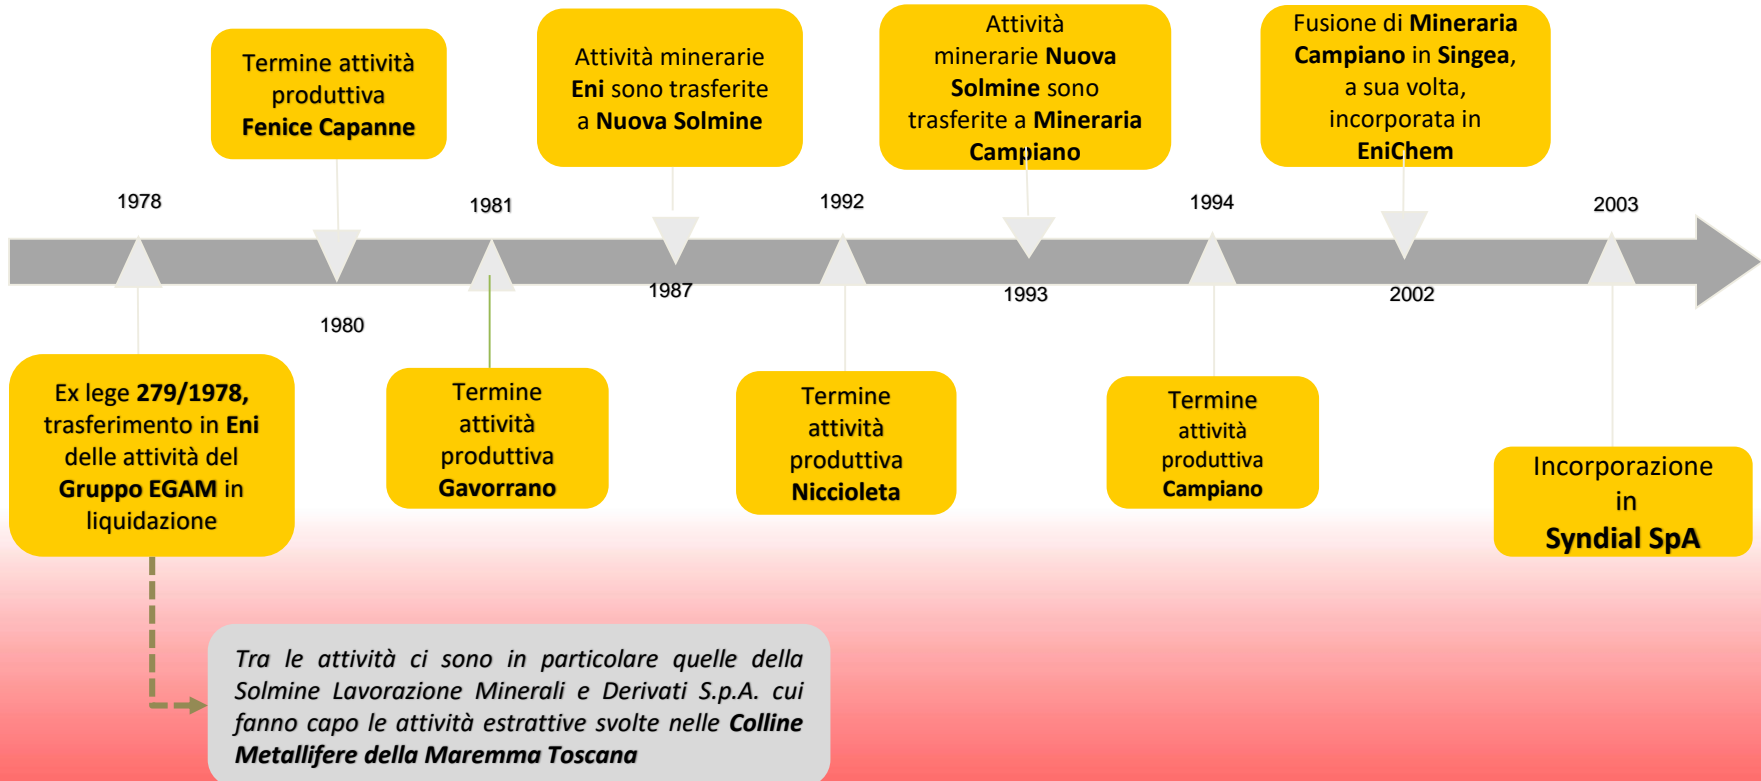 Termine attività
produttiva
Fenice Capanne
Attività minerarie
Eni sono trasferite
a Nuova Solmine
Attività
minerarie Nuova
Solmine sono
trasferite a Mineraria
Campiano
Fusione di Mineraria
Campiano in Singea,
a sua volta,
incorporata in
EniChem
1978
1981
1992
1994
2003
1980
1987
1993
2002
Ex lege 279/1978,
trasferimento in Eni
delle attività del
Gruppo EGAM in
liquidazione
Termine
attività
produttiva
Gavorrano
Termine
attività
produttiva
Niccioleta
Termine
attività
produttiva
Campiano
Incorporazione
in
Syndial SpA
Tra le attività ci sono in particolare quelle della
Solmine Lavorazione Minerali e Derivati S.p.A. cui
fanno capo le attività estrattive svolte nelle Colline
Metallifere della Maremma Toscana